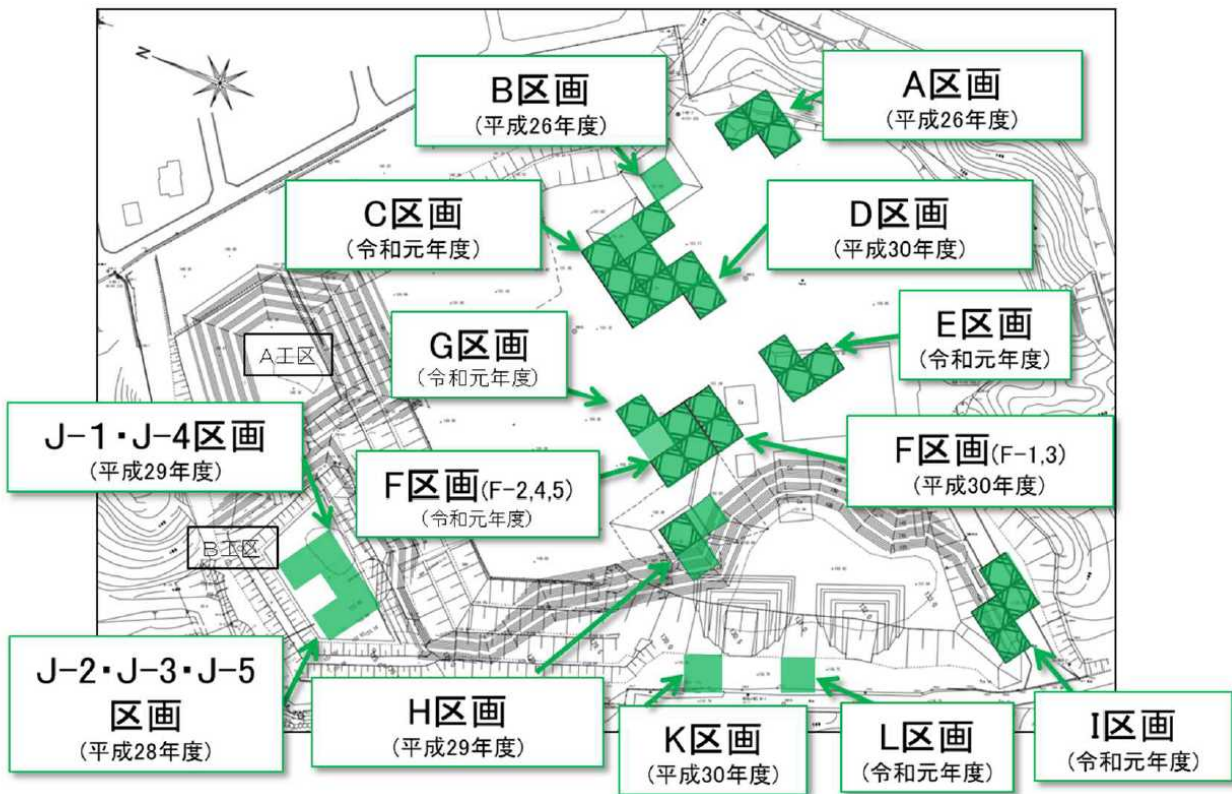 N
A区画
(平成26年度)
B区画
(平成26年度)
C区画
(令和元年度)
D区画
(平成30年度)
E区画
(令和元年度)
G区画
(令和元年度)
A工区
J-1・J-4区画
(平成29年度)
F区画(F-2,4,5)
(令和元年度)
F区画(F-1,3)
(平成30年度)
B工区
J-2・J-3・J-5
区画
(平成28年度)
H区画
(平成29年度)
K区画
(平成30年度)
L区画
(令和元年度)
I区画
(令和元年度)